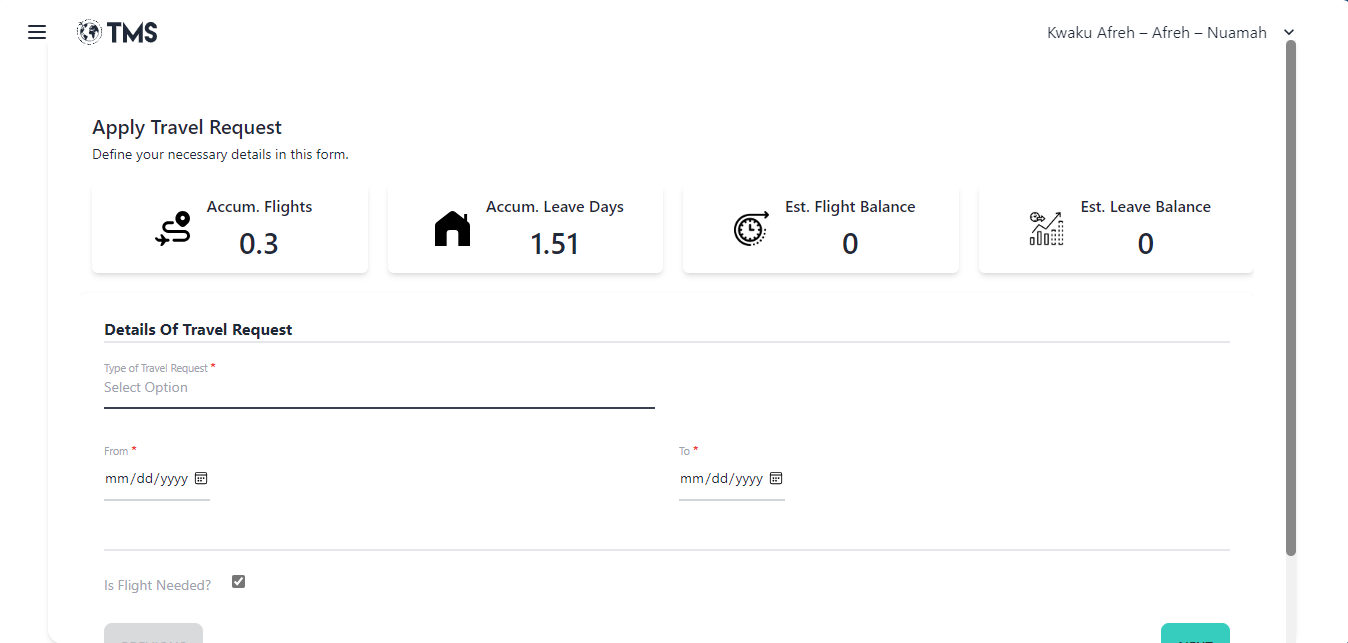 TMS
Kwaku Afreh – Afreh – Nuamah
Apply Travel Request
Define your necessary details in this form.
Accum. Flights
0.3
Accum. Leave Days
1.51
Est. Flight Balance
0
Est. Leave Balance
0
Details Of Travel Request
Type of Travel Request *
Select Option
From *
mm/dd/yyyy
To *
mm/dd/yyyy
Is Flight Needed?